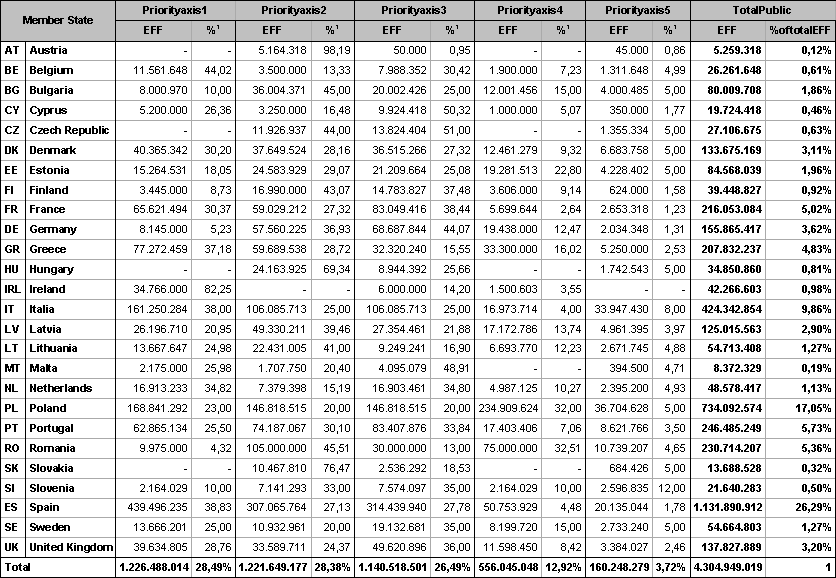 Member State Priorityaxis1 Priorityaxis2 Priorityaxis3 Priorityaxis4 Priorityaxis5 TotalPublic
EFF %¹ EFF %¹ EFF %¹ EFF %¹ EFF %¹ EFF %oftotalEFF
AT Austria - - 5.164.318 98,19 50.000 0,95 - - 45.000 0,86 5.259.318 0,12%
BE Belgium 11.561.648 44,02 3.500.000 13,33 7.988.352 30,42 1.900.000 7,23 1.311.648 4,99 26.261.648 0,61%
BG Bulgaria 8.000.970 10,00 36.004.371 45,00 20.002.426 25,00 12.001.456 15,00 4.000.485 5,00 80.009.708 1,86%
CY Cyprus 5.200.000 26,36 3.250.000 16,48 9.924.418 50,32 1.000.000 5,07 350.000 1,77 19.724.418 0,46%
CZ Czech Republic - - 11.926.937 44,00 13.824.404 51,00 - - 1.355.334 5,00 27.106.675 0,63%
DK Denmark 40.365.342 30,20 37.649.524 28,16 36.515.266 27,32 12.461.279 9,32 6.683.758 5,00 133.675.169 3,11%
EE Estonia 15.264.531 18,05 24.583.929 29,07 21.209.664 25,08 19.281.513 22,80 4.228.402 5,00 84.568.039 1,96%
FI Finland 3.445.000 8,73 16.990.000 43,07 14.783.827 37,48 3.606.000 9,14 624.000 1,58 39.448.827 0,92%
FR France 65.621.494 30,37 59.029.212 27,32 83.049.416 38,44 5.699.644 2,64 2.653.318 1,23 216.053.084 5,02%
DE Germany 8.145.000 5,23 57.560.225 36,93 68.687.844 44,07 19.438.000 12,47 2.034.348 1,31 155.865.417 3,62%
GR Greece 77.272.459 37,18 59.689.538 28,72 32.320.240 15,55 33.300.000 16,02 5.250.000 2,53 207.832.237 4,83%
HU Hungary - - 24.163.925 69,34 8.944.392 25,66 - - 1.742.543 5,00 34.850.860 0,81%
IRL Ireland 34.766.000 82,25 - - 6.000.000 14,20 1.500.603 3,55 - - 42.266.603 0,98%
IT Italia 161.250.284 38,00 106.085.713 25,00 106.085.713 25,00 16.973.714 4,00 33.947.430 8,00 424.342.854 9,86%
LV Latvia 26.196.710 20,95 49.330.211 39,46 27.354.461 21,88 17.172.786 13,74 4.961.395 3,97 125.015.563 2,90%
LT Lithuania 13.667.647 24,98 22.431.005 41,00 9.249.241 16,90 6.693.770 12,23 2.671.745 4,88 54.713.408 1,27%
MT Malta 2.175.000 25,98 1.707.750 20,40 4.095.079 48,91 - - 394.500 4,71 8.372.329 0,19%
NL Netherlands 16.913.233 34,82 7.379.398 15,19 16.903.461 34,80 4.987.125 10,27 2.395.200 4,93 48.578.417 1,13%
PL Poland 168.841.292 23,00 146.818.515 20,00 146.818.515 20,00 234.909.624 32,00 36.704.628 5,00 734.092.574 17,05%
PT Portugal 62.865.134 25,50 74.187.067 30,10 83.407.876 33,84 17.403.406 7,06 8.621.766 3,50 246.485.249 5,73%
RO Romania 9.975.000 4,32 105.000.000 45,51 30.000.000 13,00 75.000.000 32,51 10.739.207 4,65 230.714.207 5,36%
SK Slovakia - - 10.467.810 76,47 2.536.292 18,53 - - 684.426 5,00 13.688.528 0,32%
SI Slovenia 2.164.029 10,00 7.141.293 33,00 7.574.097 35,00 2.164.029 10,00 2.596.835 12,00 21.640.283 0,50%
ES Spain 439.496.235 38,83 307.065.764 27,13 314.439.940 27,78 50.753.929 4,48 20.135.044 1,78 1.131.890.912 26,29%
SE Sweden 13.666.201 25,00 10.932.961 20,00 19.132.681 35,00 8.199.720 15,00 2.733.240 5,00 54.664.803 1,27%
UK United Kingdom 39.634.805 28,76 33.589.711 24,37 49.620.896 36,00 11.598.450 8,42 3.384.027 2,46 137.827.889 3,20%
Total 1.226.488.014 28,49% 1.221.649.177 28,38% 1.140.518.501 26,49% 556.045.048 12,92% 160.248.279 3,72% 4.304.949.019 1